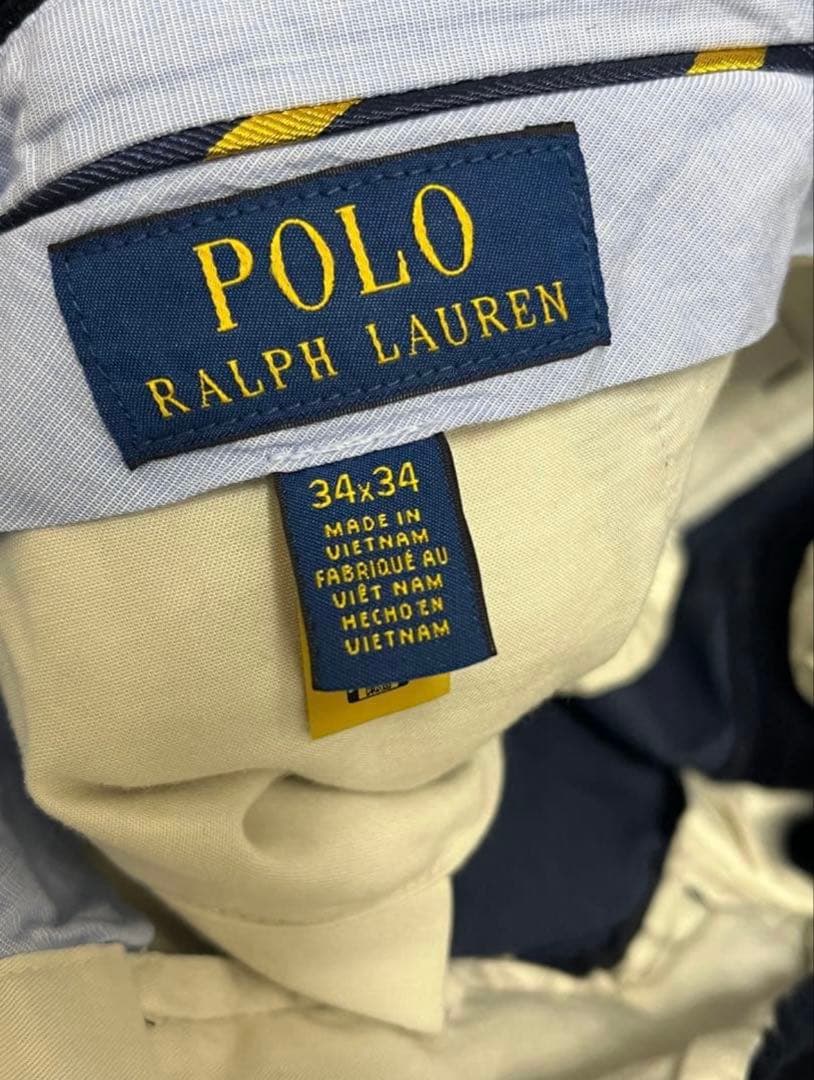 POLO
RALPH LAUREN
34x34
MADE IN
VIETNAM
FABRIQUÉ AU
VIÊT NAM
HECHO EN
VIETNAM